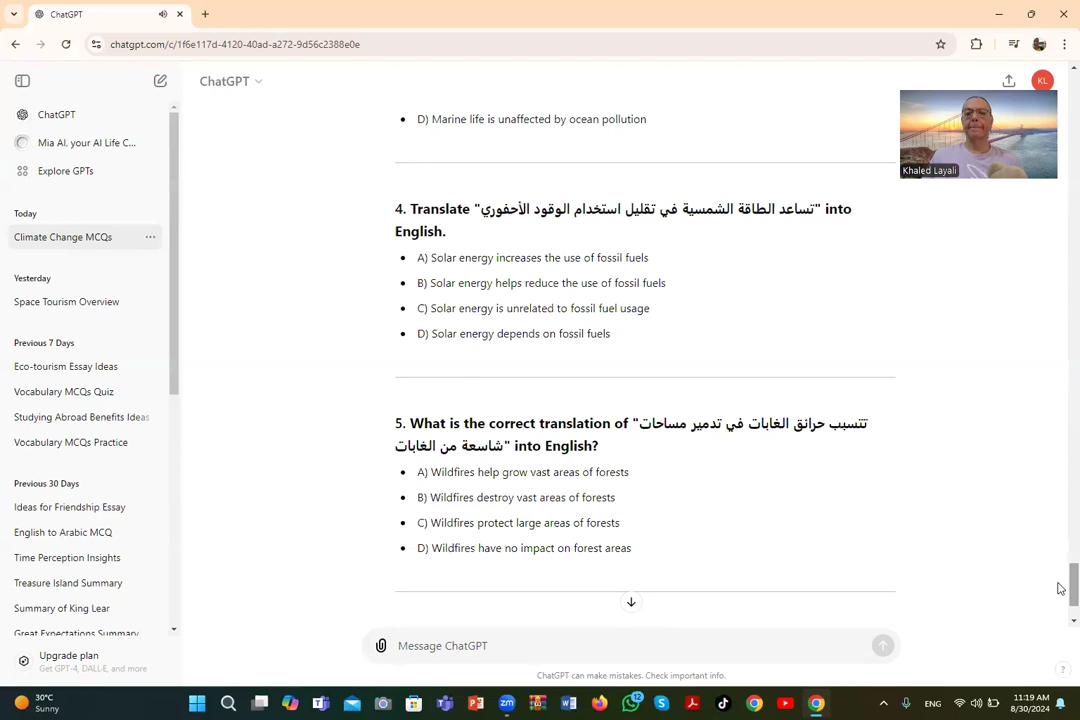 ChatGPT
chatgpt.com/c/1f6e117d-4120-40ad-a272-9d56c2388e0e
ChatGPT
KL
ChatGPT
Mia AI, your AI Life C...
Explore GPTs
Today
Climate Change MCQs
Yesterday
Space Tourism Overview
Previous 7 Days
Eco-tourism Essay Ideas
Vocabulary MCQs Quiz
Studying Abroad Benefits Ideas
Vocabulary MCQs Practice
Previous 30 Days
Ideas for Friendship Essay
English to Arabic MCQ
Time Perception Insights
Treasure Island Summary
Summary of King Lear
Great Expectations Summary
Upgrade plan
Get GPT-4, DALL-E, and more
Khaled Layali
D) Marine life is unaffected by ocean pollution
4. Translate "تساعد الطاقة الشمسية في تقليل استخدام الوقود الأحفوري" into
English.
A) Solar energy increases the use of fossil fuels
B) Solar energy helps reduce the use of fossil fuels
C) Solar energy is unrelated to fossil fuel usage
D) Solar energy depends on fossil fuels
5. What is the correct translation of "تتسبب حرائق الغابات في تدمير مساحات
شاسعة من الغابات" into English?
A) Wildfires help grow vast areas of forests
B) Wildfires destroy vast areas of forests
C) Wildfires protect large areas of forests
D) Wildfires have no impact on forest areas
Message ChatGPT
ChatGPT can make mistakes. Check important info.
?
30°C
Sunny
12
ENG
11:19 AM
8/30/2024